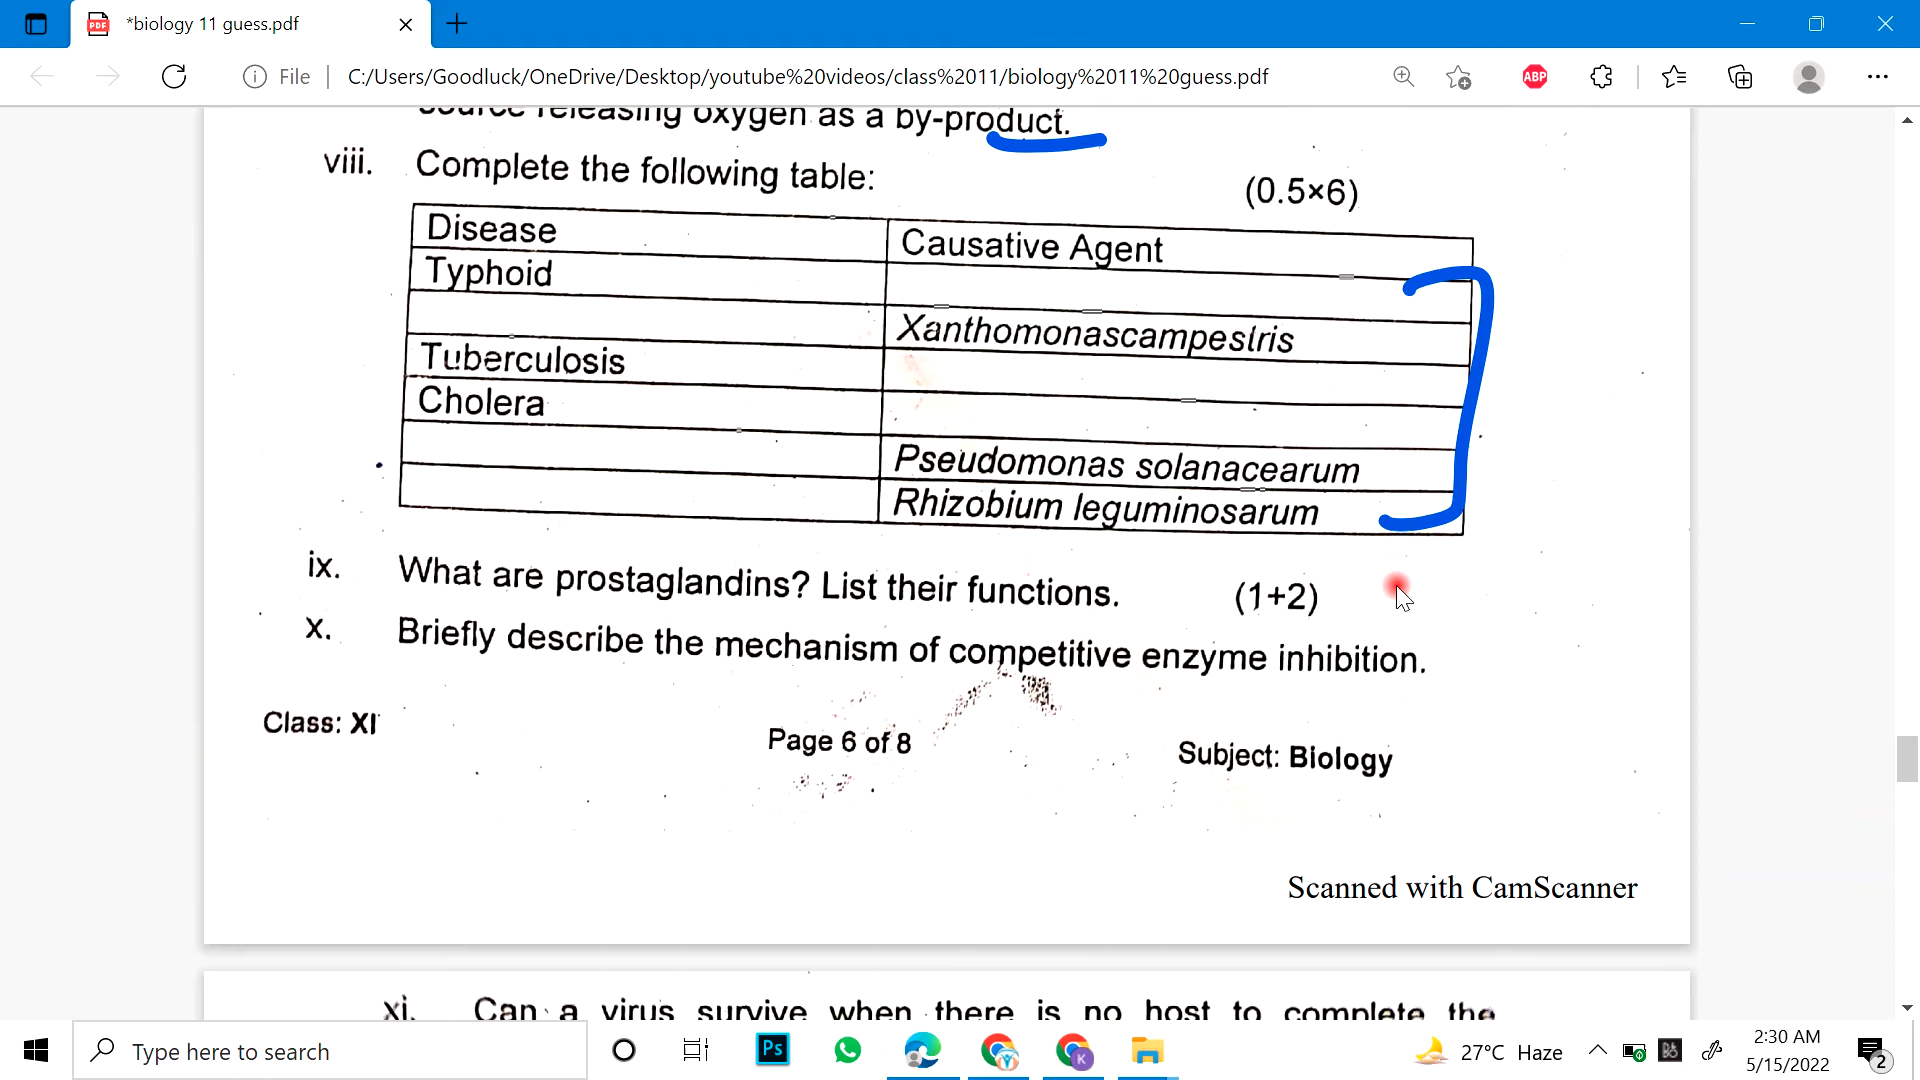 *biology 11 guess.pdf
File
C:/Users/Goodluck/OneDrive/Desktop/youtube%20videos/class%2011/biology%2011%20guess.pdf
ABP
source releasing oxygen as a by-product.
viii. Complete the following table: (0.5×6)
Disease Causative Agent
Typhoid
Xanthomonascampestris
Tuberculosis
Cholera
Pseudomonas solanacearum
Rhizobium leguminosarum
ix. What are prostaglandins? List their functions. (1+2)
x. Briefly describe the mechanism of competitive enzyme inhibition.
Class: XI Page 6 of 8 Subject: Biology
Scanned with CamScanner
xi. Can a virus survive when there is no host to complete the
Type here to search
Ps
K
27°C Haze
2:30 AM
5/15/2022
2